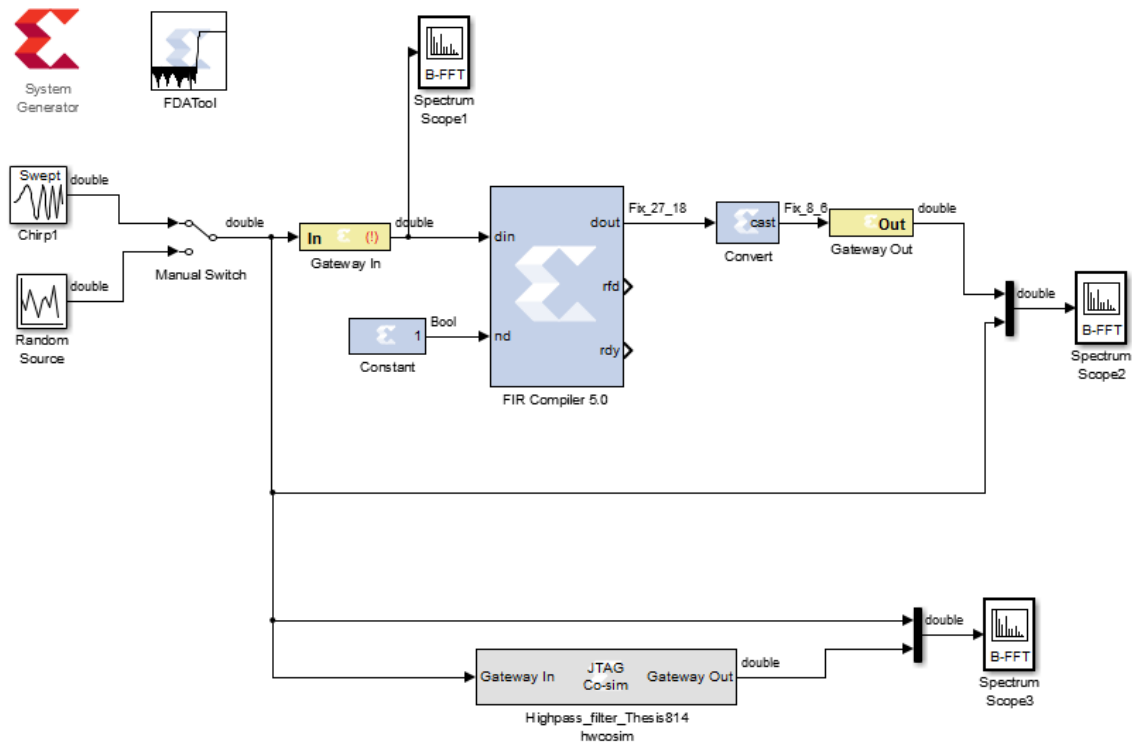 System
Generator
FDATool
B-FFT
Spectrum
Scope1
Swept
double
Chirp1
double
Random
Source
Manual Switch
double
In (!)
Gateway In
double
1
Constant
Bool
din
nd
dout
rfd
rdy
FIR Compiler 5.0
Fix_27_18
cast
Convert
Fix_8_6
Out
Gateway Out
double
double
B-FFT
Spectrum
Scope2
Gateway In
JTAG
Co-sim
Gateway Out
Highpass_filter_Thesis814
hwcosim
double
double
B-FFT
Spectrum
Scope3